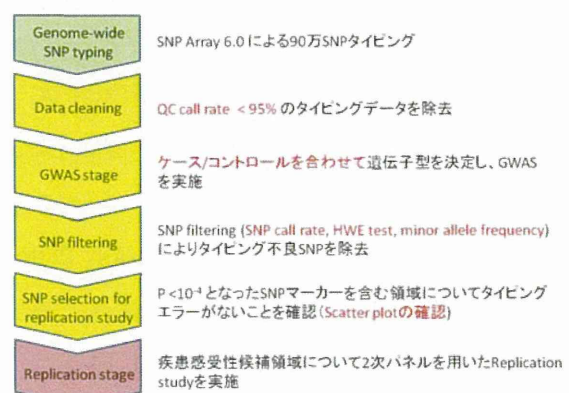 Genome-wide
SNP typing
SNP Array 6.0 による90万SNPタイピング
Data cleaning
QC call rate < 95% のタイピングデータを除去
GWAS stage
ケース/コントロールを合わせて遺伝子型を決定し、GWAS
を実施
SNP filtering
SNP filtering (SNP call rate, HWE test, minor allele frequency)
によりタイピング不良SNPを除去
SNP selection for
replication study
P <10⁻⁴ となったSNPマーカーを含む領域についてタイピング
エラーがないことを確認(Scatter plotの確認)
Replication stage
疾患感受性候補領域について2次パネルを用いたReplication
studyを実施